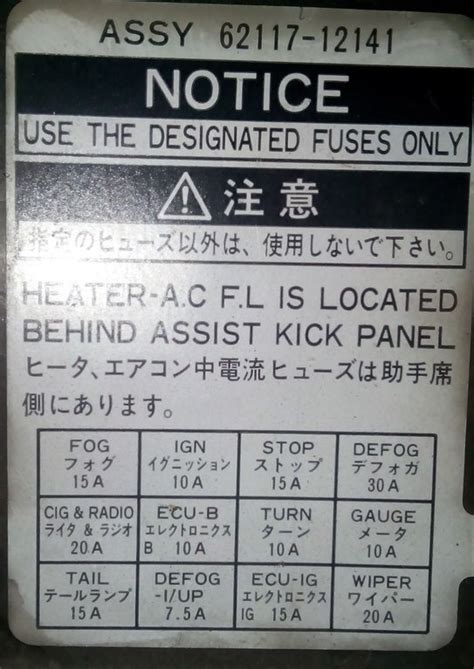 ASSY 62117-12141
NOTICE
USE THE DESIGNATED FUSES ONLY
注意
指定のヒューズ以外は、使用しないで下さい。
HEATER-A.C F.L IS LOCATED
BEHIND ASSIST KICK PANEL
ヒータ、エアコン中電流ヒューズは助手席
側にあります。
FOG
フォグ
15A
IGN
イグニッション
10A
STOP
ストップ
15A
DEFOG
デフォガ
30A
CIG & RADIO
ライタ & ラジオ
20A
ECU-B
エレクトロニクス
B 10A
TURN
ターン
10A
GAUGE
メータ
10A
TAIL
テールランプ
15A
DEFOG
-I/UP
7.5A
ECU-IG
エレクトロニクス
IG 15A
WIPER
ワイパー
20A